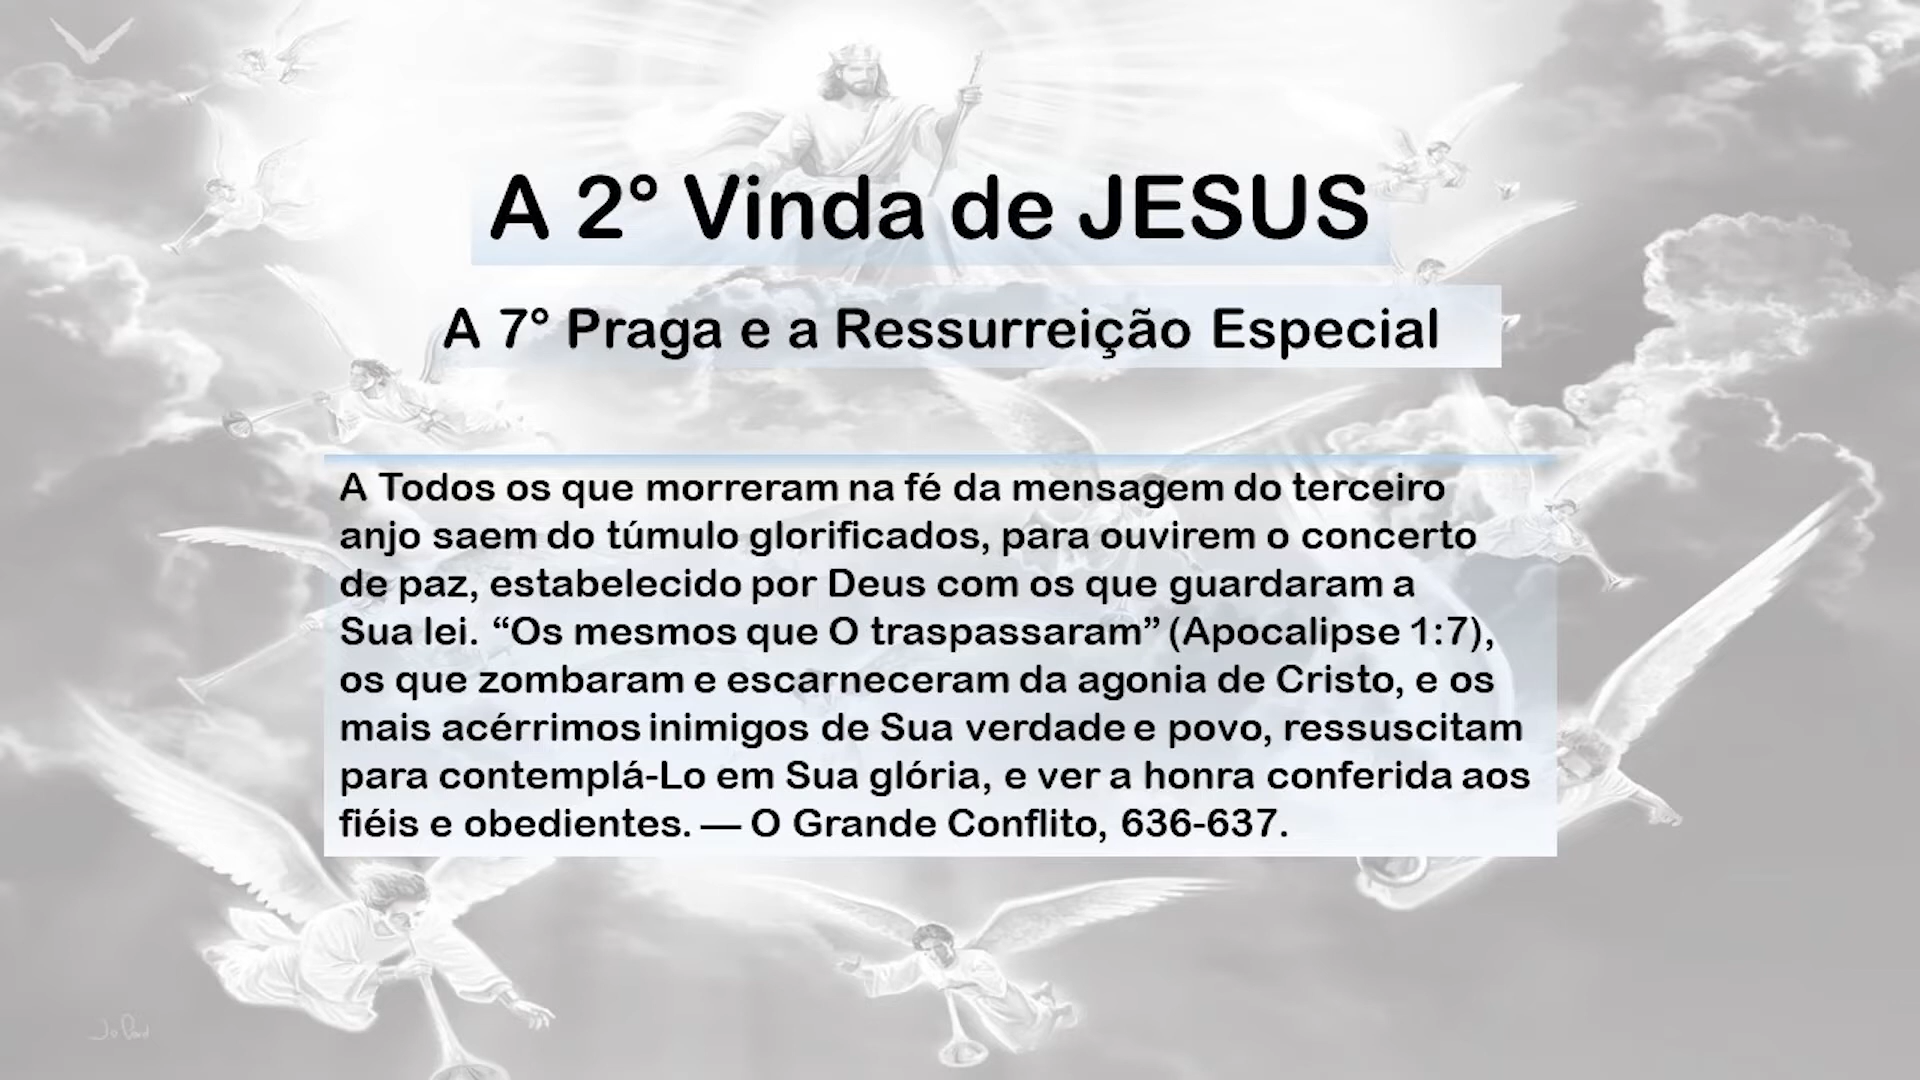 A 2° Vinda de JESUS
A 7° Praga e a Ressurreição Especial
A Todos os que morreram na fé da mensagem do terceiro
anjo saem do túmulo glorificados, para ouvirem o concerto
de paz, estabelecido por Deus com os que guardaram a
Sua lei. “Os mesmos que O traspassaram” (Apocalipse 1:7),
os que zombaram e escarneceram da agonia de Cristo, e os
mais acérrimos inimigos de Sua verdade e povo, ressuscitam
para contemplá-Lo em Sua glória, e ver a honra conferida aos
fiéis e obedientes. — O Grande Conflito, 636-637.